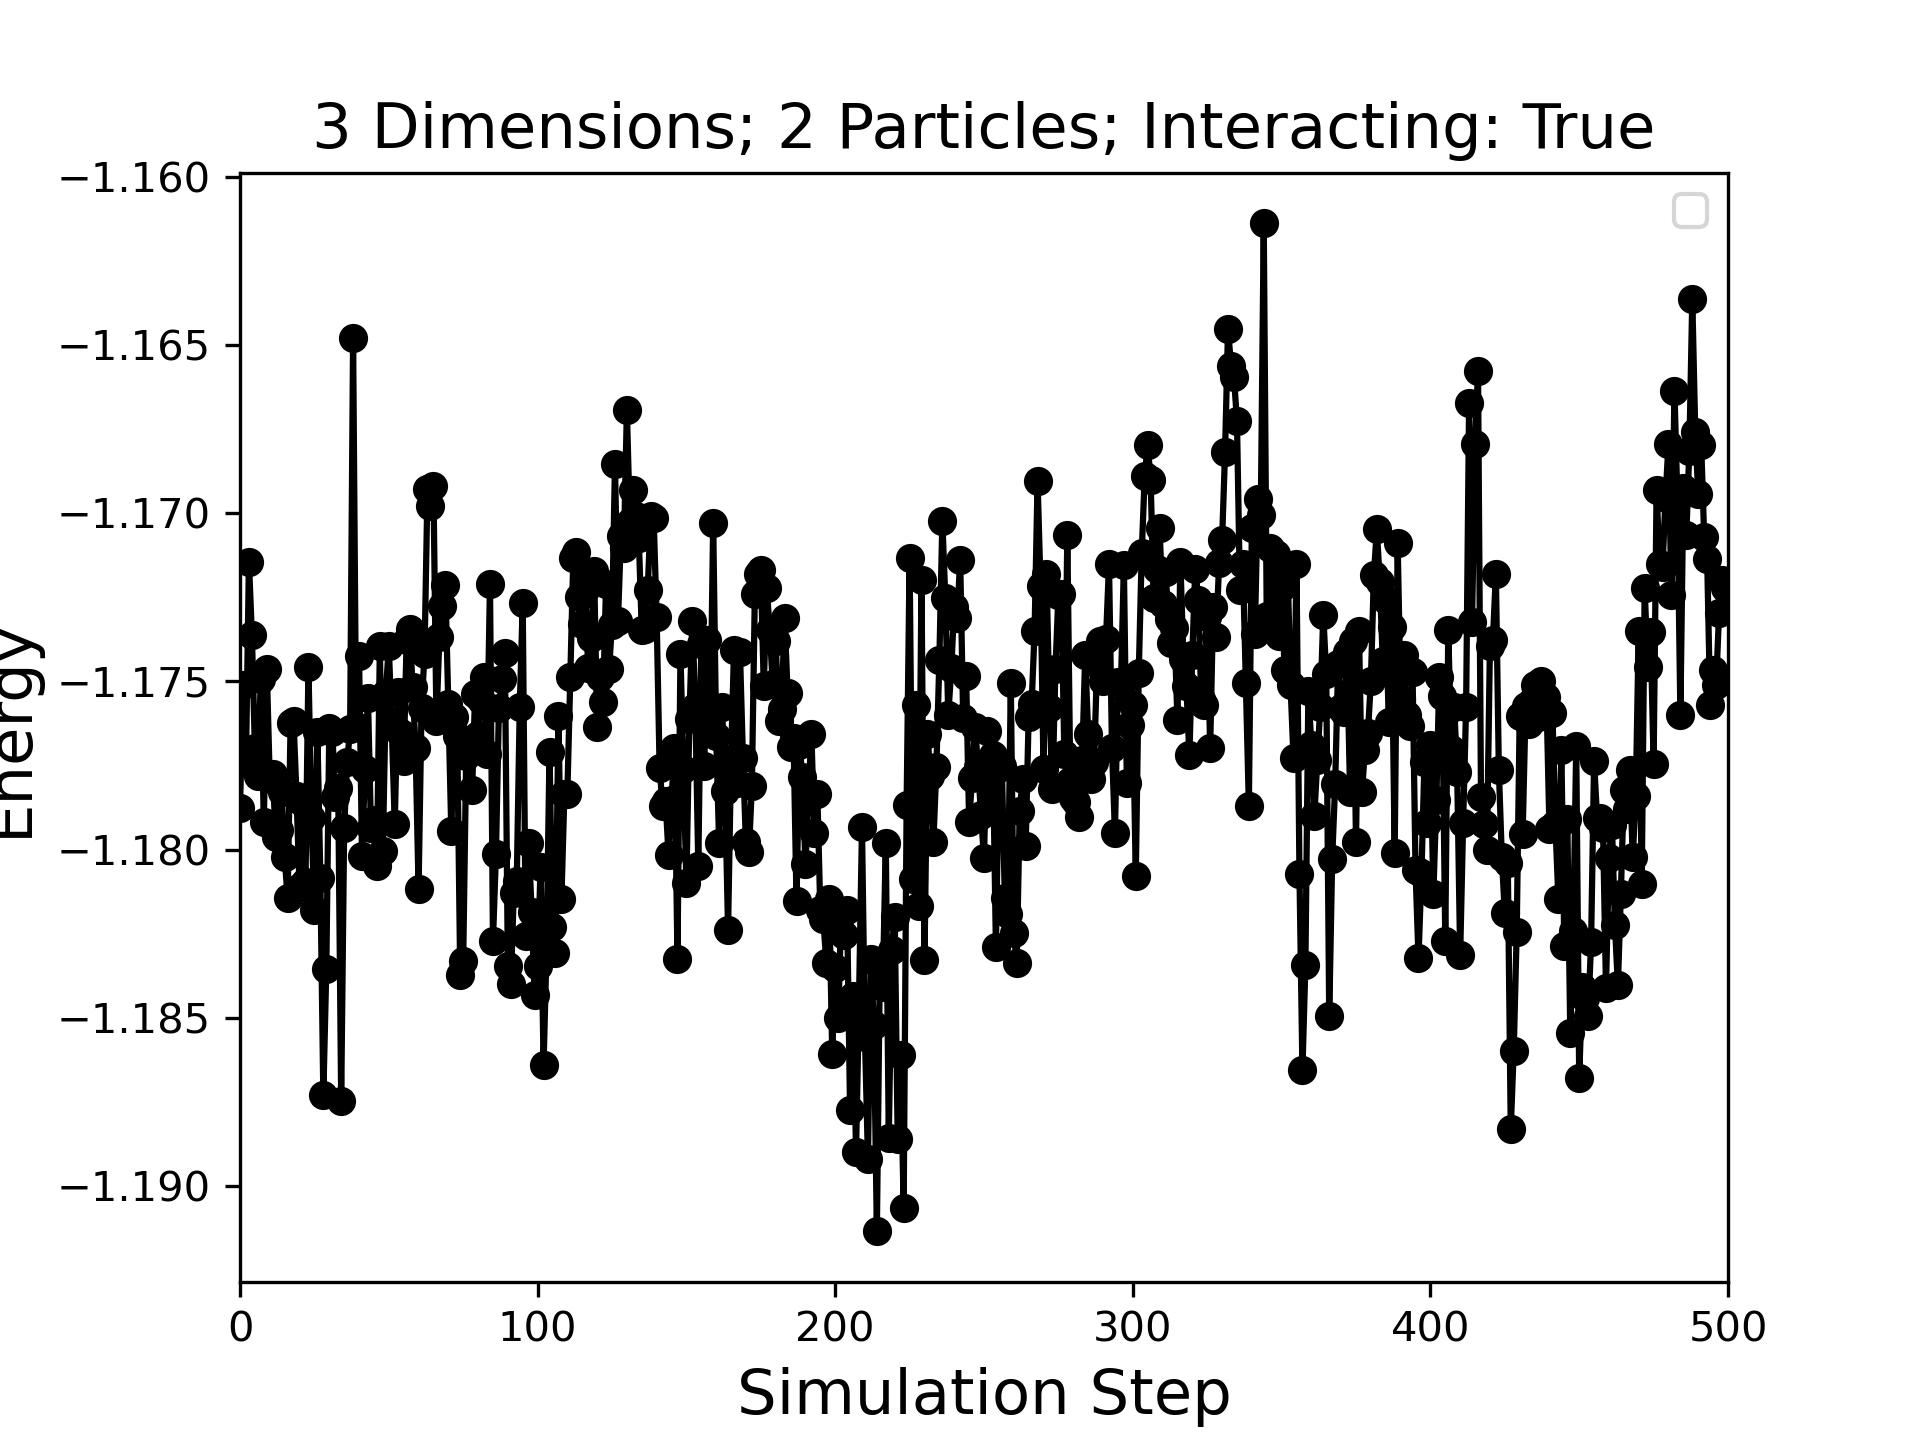 3 Dimensions; 2 Particles; Interacting: True
−1.160
−1.165
−1.170
−1.175
−1.180
−1.185
−1.190
Energy
0 100 200 300 400 500
Simulation Step